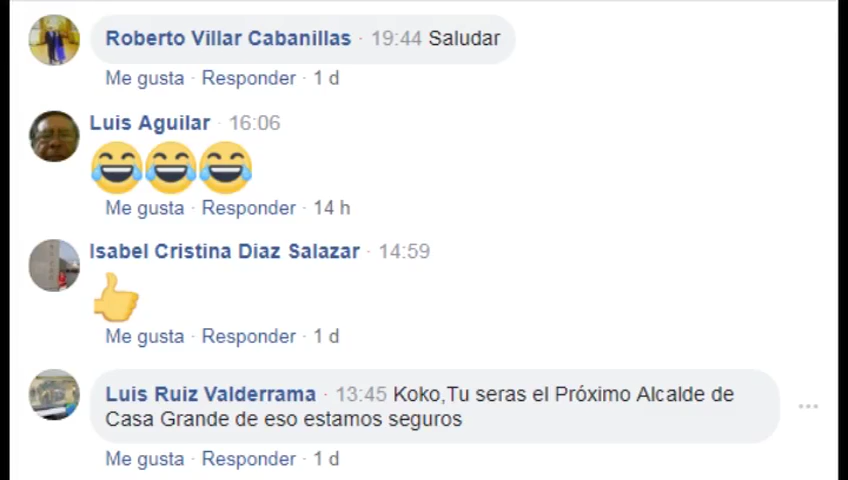 Roberto Villar Cabanillas · 19:44 Saludar
Me gusta · Responder · 1 d
Luis Aguilar · 16:06
😂😂😂
Me gusta · Responder · 14 h
Isabel Cristina Diaz Salazar · 14:59
👍
Me gusta · Responder · 1 d
Luis Ruiz Valderrama · 13:45 Koko,Tu seras el Próximo Alcalde de
Casa Grande de eso estamos seguros
Me gusta · Responder · 1 d